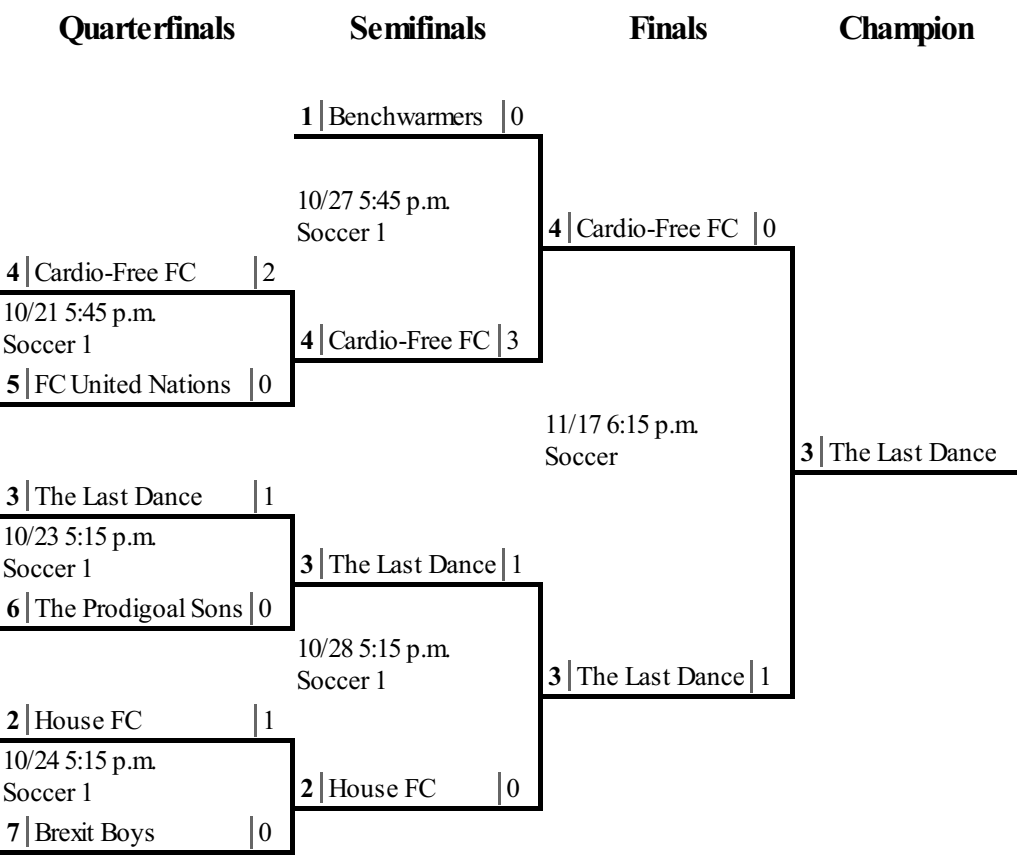 Quarterfinals Semifinals Finals Champion
1 Benchwarmers 0
10/27 5:45 p.m.
Soccer 1
4 Cardio-Free FC 0
4 Cardio-Free FC 2
10/21 5:45 p.m.
Soccer 1
4 Cardio-Free FC 3
5 FC United Nations 0
11/17 6:15 p.m.
Soccer
3 The Last Dance
3 The Last Dance 1
10/23 5:15 p.m.
Soccer 1
3 The Last Dance 1
6 The Prodigoal Sons 0
10/28 5:15 p.m.
Soccer 1
3 The Last Dance 1
2 House FC 1
10/24 5:15 p.m.
Soccer 1
2 House FC 0
7 Brexit Boys 0